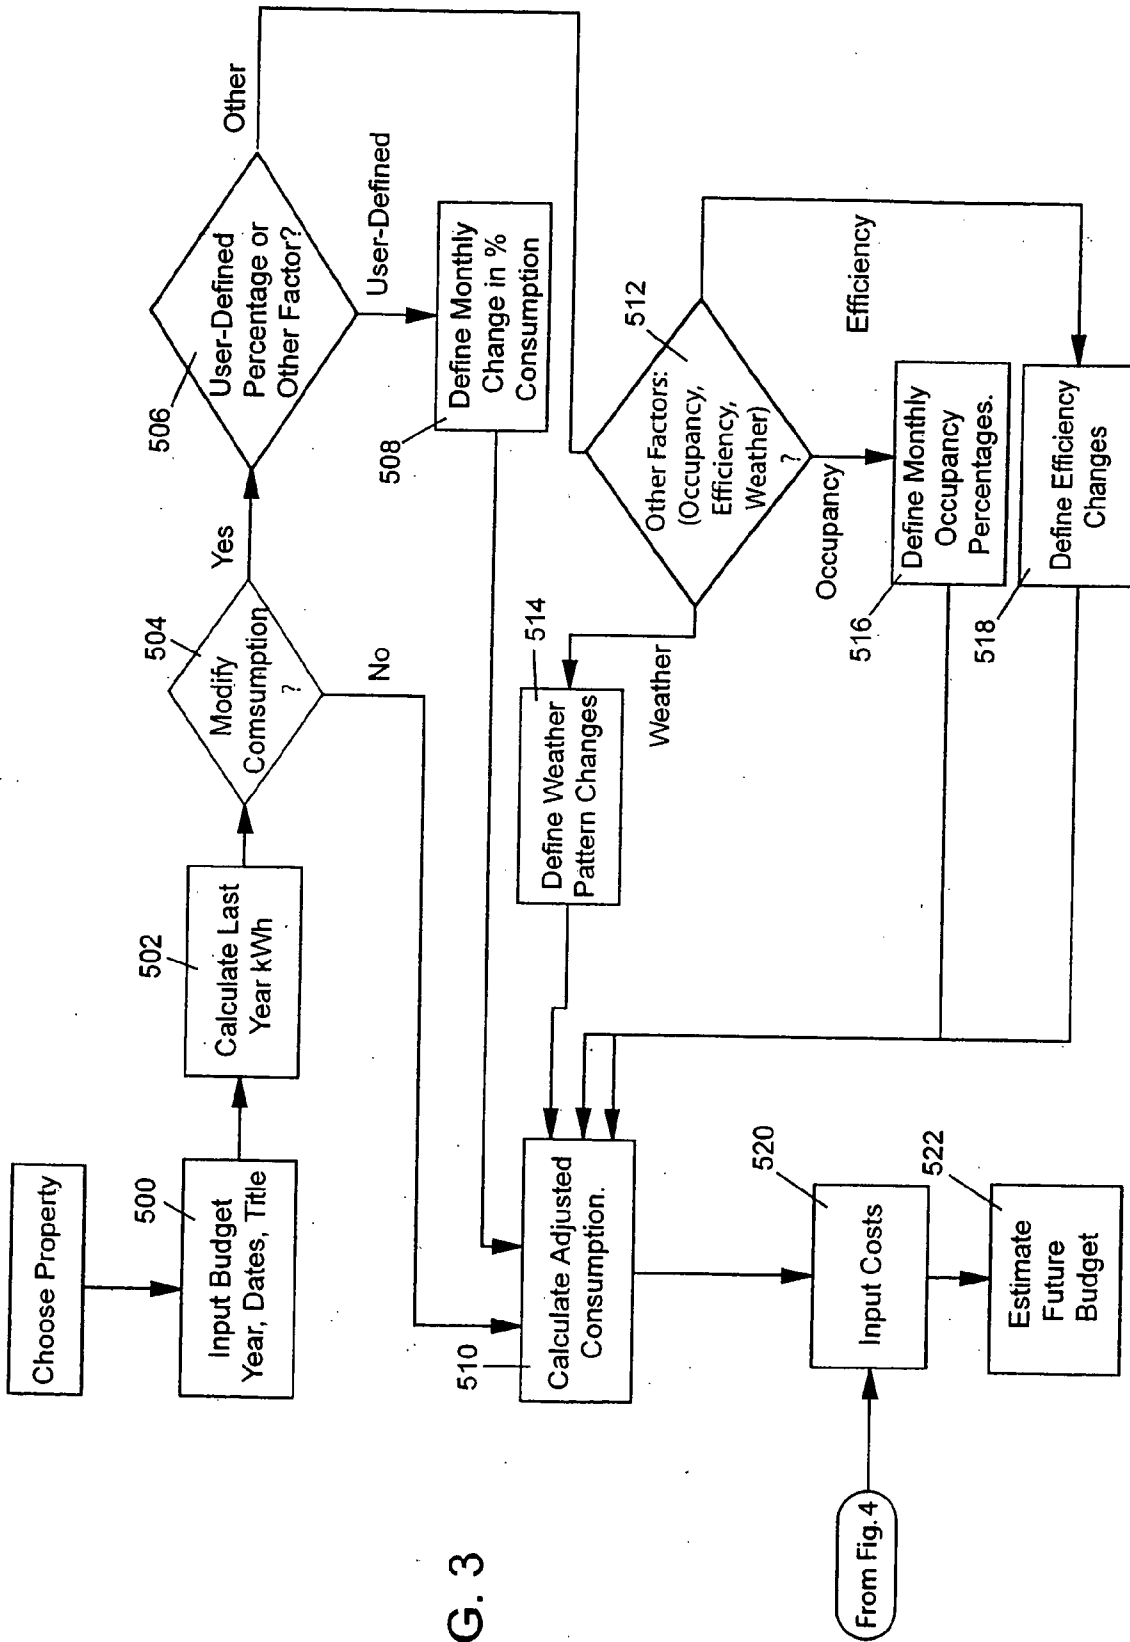 Choose Property
500
Input Budget
Year, Dates, Title
502
Calculate Last
Year kWh
504
Modify
Comsumption
?
Yes
No
506
User-Defined
Percentage or
Other Factor?
Other
User-Defined
508
Define Monthly
Change in %
Consumption
510
Calculate Adjusted
Consumption.
512
Other Factors:
(Occupancy,
Efficiency,
Weather)
?
Weather
Occupancy
Efficiency
514
Define Weather
Pattern Changes
516
Define Monthly
Occupancy
Percentages.
518
Define Efficiency
Changes
520
Input Costs
522
Estimate
Future
Budget
From Fig. 4
G. 3